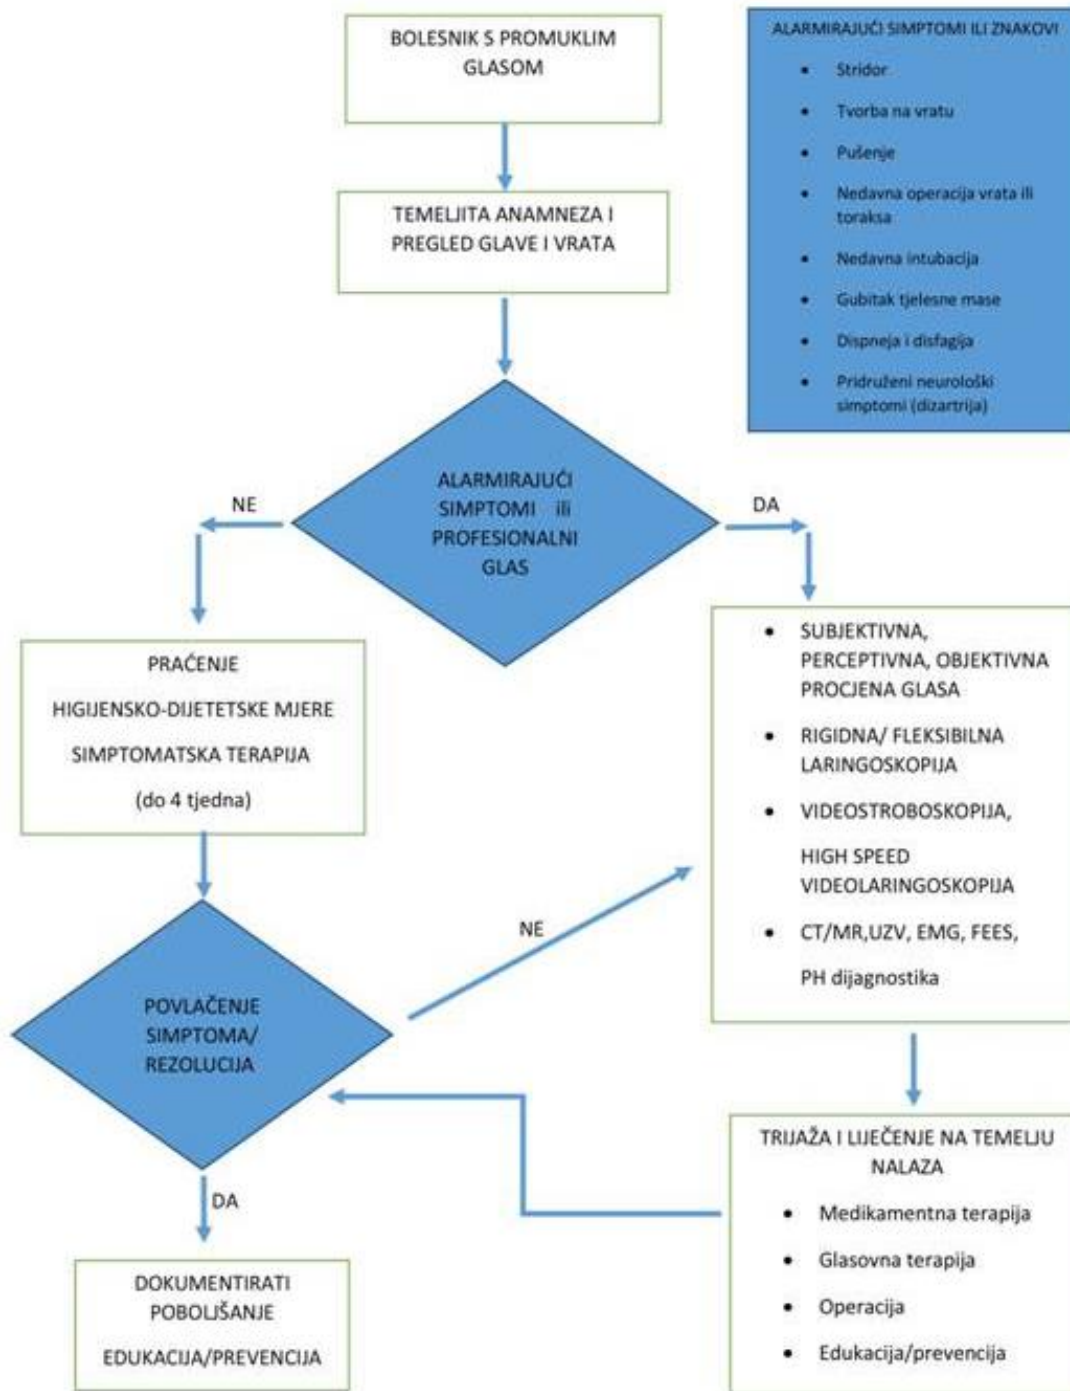 BOLESNIK S PROMUKLIM
GLASOM
ALARMIRAJUĆI SIMPTOMI ILI ZNAKOVI
• Stridor
• Tvorba na vratu
• Pušenje
• Nedavna operacija vrata ili
toraksa
• Nedavna intubacija
• Gubitak tjelesne mase
• Dispneja i disfagija
• Pridruženi neurološki
simptomi (dizartrija)
TEMELJITA ANAMNEZA I
PREGLED GLAVE I VRATA
ALARMIRAJUĆI
SIMPTOMI ili
PROFESIONALNI
GLAS
NE
DA
PRAĆENJE
HIGIJENSKO-DIJETETSKE MJERE
SIMPTOMATSKA TERAPIJA
(do 4 tjedna)
• SUBJEKTIVNA,
PERCEPTIVNA, OBJEKTIVNA
PROCJENA GLASA
• RIGIDNA/ FLEKSIBILNA
LARINGOSKOPIJA
• VIDEOSTROBOSKOPIJA,
HIGH SPEED
VIDEOLARINGOSKOPIJA
• CT/MR,UZV, EMG, FEES,
PH dijagnostika
NE
POVLAČENJE
SIMPTOMA/
REZOLUCIJA
DA
TRIJAŽA I LIJEČENJE NA TEMELJU
NALAZA
• Medikamentna terapija
• Glasovna terapija
• Operacija
• Edukacija/prevencija
DOKUMENTIRATI
POBOLJŠANJE
EDUKACIJA/PREVENCIJA